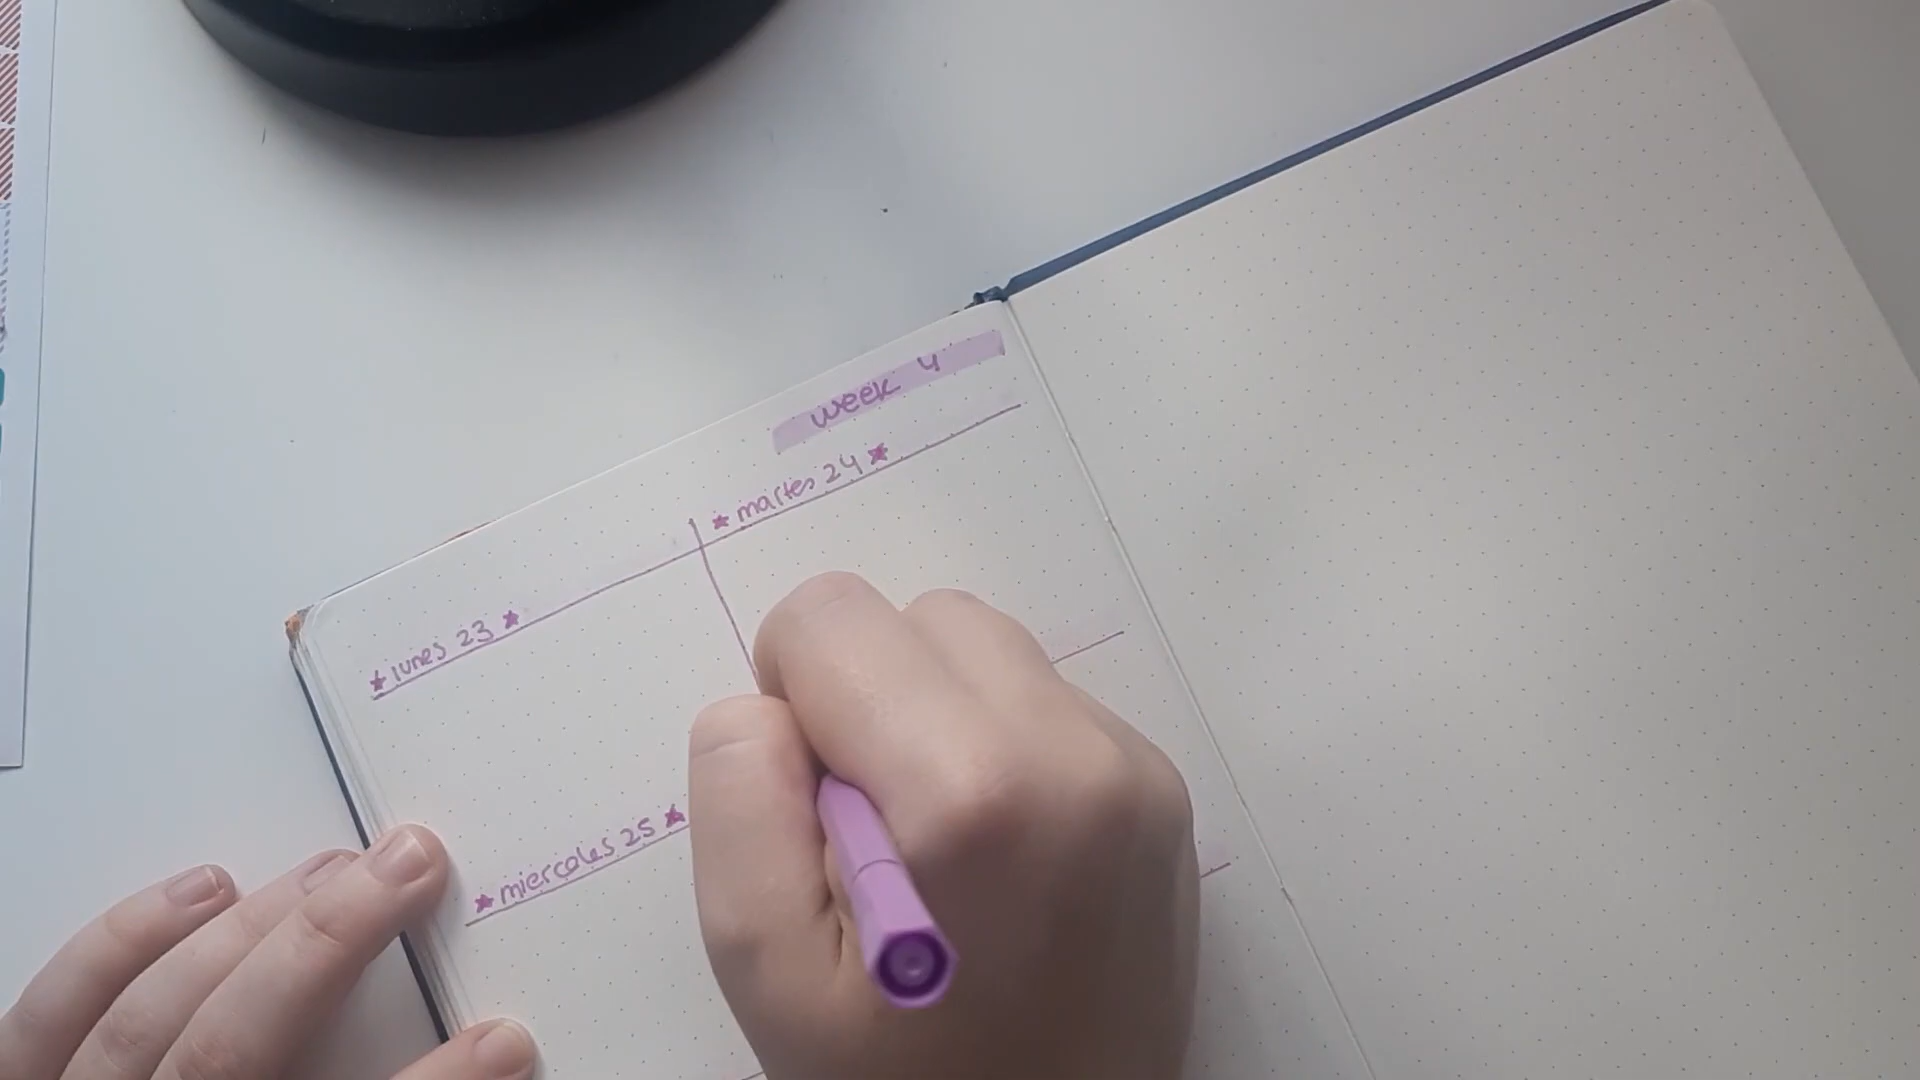 week 4
★ lunes 23 ★
★ martes 24 ★
★ miercoles 25 ★